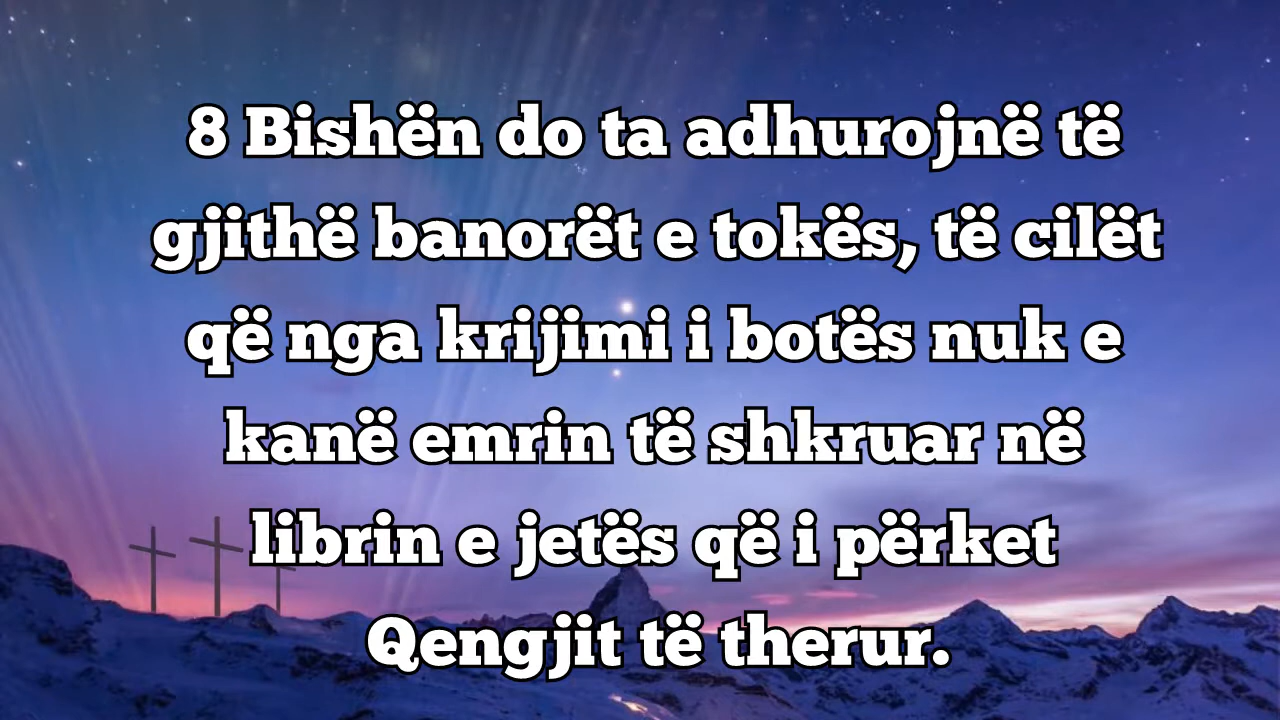 8 Bishën do ta adhurojnë të
gjithë banorët e tokës, të cilët
që nga krijimi i botës nuk e
kanë emrin të shkruar në
librin e jetës që i përket
Qengjit të therur.